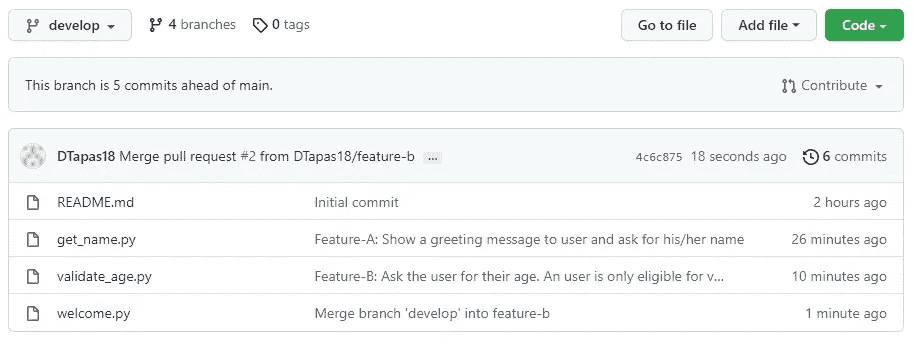 develop 4 branches 0 tags Go to file Add file Code
This branch is 5 commits ahead of main. Contribute
DTapas18 Merge pull request #2 from DTapas18/feature-b ... 4c6c875 18 seconds ago 6 commits
README.md Initial commit 2 hours ago
get_name.py Feature-A: Show a greeting message to user and ask for his/her name 26 minutes ago
validate_age.py Feature-B: Ask the user for their age. An user is only eligible for v... 10 minutes ago
welcome.py Merge branch 'develop' into feature-b 1 minute ago